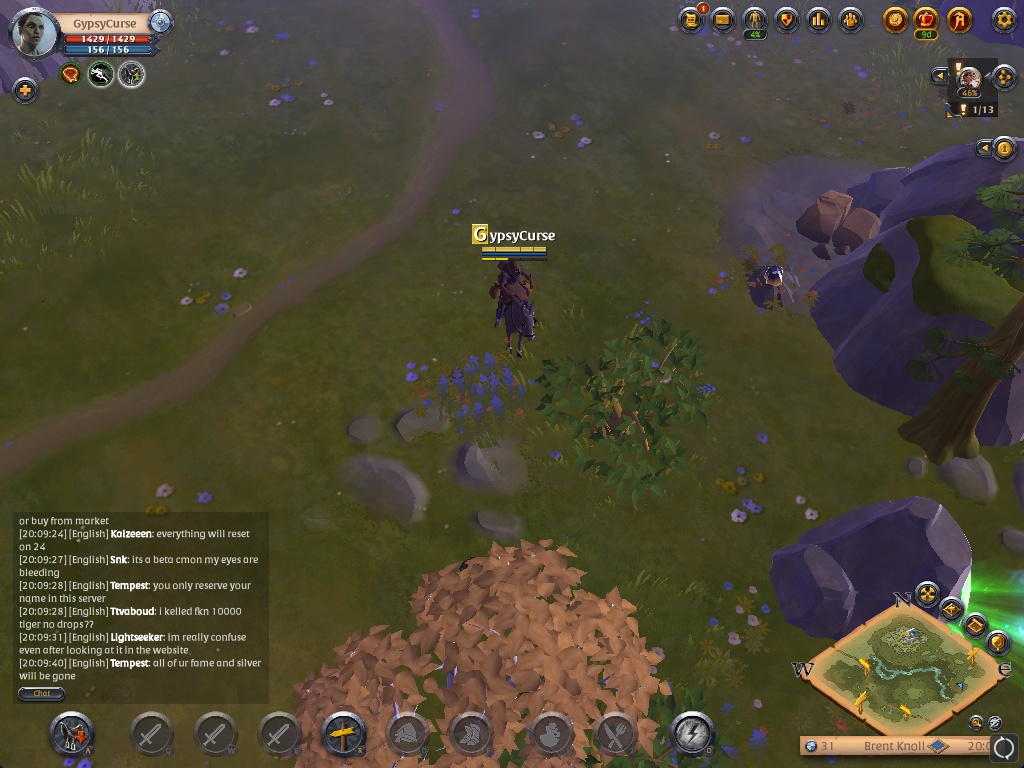 GypsyCurse
1429 / 1429
156 / 156
1
4%
9d
46%
1/13
GypsyCurse
or buy from market
[20:09:24] [English] Kaizeeen: everything will reset
on 24
[20:09:27] [English] Snk: its a beta cmon my eyes are
bleeding
[20:09:28] [English] Tempest: you only reserve your
name in this server
[20:09:28] [English] Ttvaboud: i kelled fkn 10000
tiger no drops??
[20:09:31] [English] Lightseeker: im really confuse
even after looking at it in the website
[20:09:40] [English] Tempest: all of ur fame and silver
will be gone
Chat
N
W
E
A
Q
W
R
31 Brent Knoll